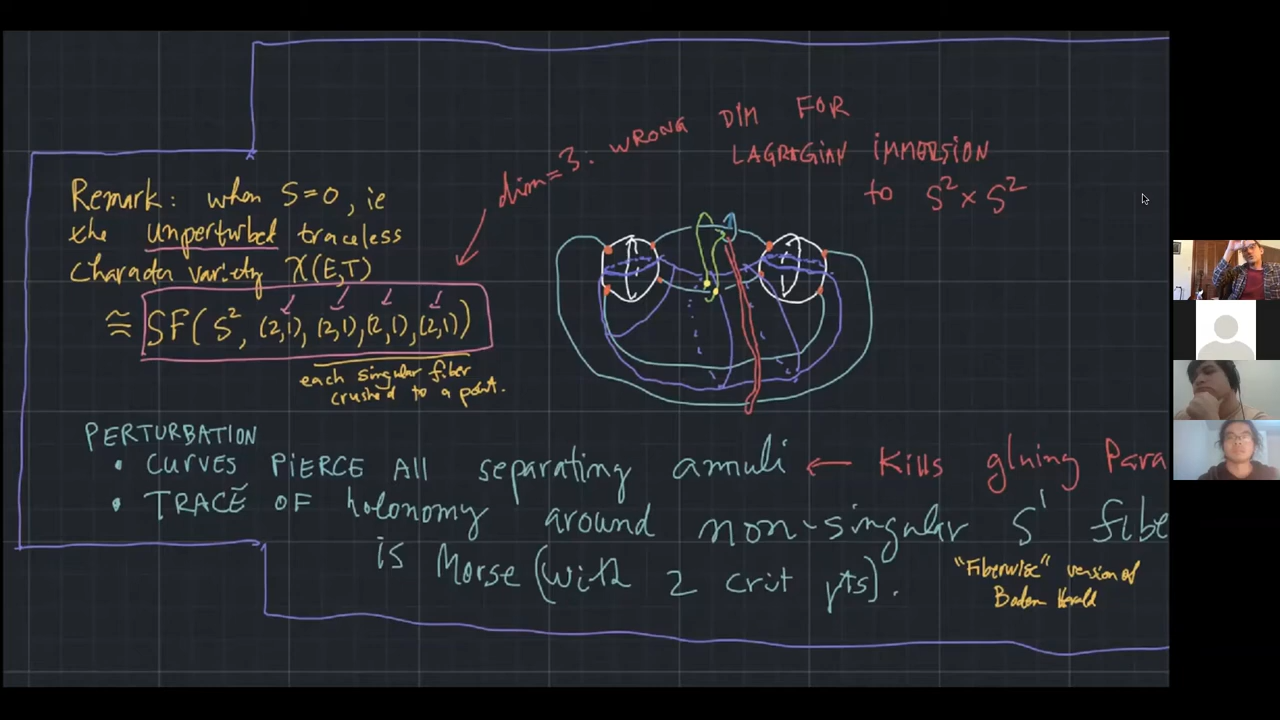 dim=3: WRONG DIM FOR
LAGRAGIAN IMMERSION
to S² × S²
Remark: when S=0, ie
the unperturbed traceless
character variety χ(E,T)
≅ SF(S², (2,1), (2,1), (2,1), (2,1))
each singular fiber
crushed to a point.
PERTURBATION
• CURVES PIERCE All separating annuli ← Kills gluing Para
• TRACE OF holonomy around non-singular S¹ fibe
is Morse (with 2 crit pts).
"Fiberwise" version of
Boden Herald